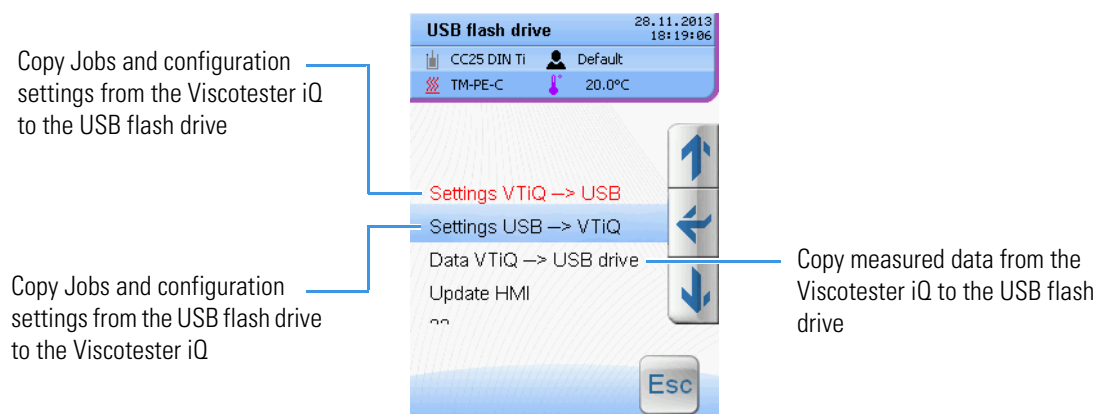 USB flash drive
28.11.2013
18:19:06
CC25 DIN Ti
Default
TM-PE-C
20.0ºC
Copy Jobs and configuration
settings from the Viscotester iQ
to the USB flash drive
Settings VTiQ —> USB
Settings USB —> VTiQ
Data VTiQ —> USB drive
Update HMI
Copy Jobs and configuration
settings from the USB flash drive
to the Viscotester iQ
Copy measured data from the
Viscotester iQ to the USB flash
drive
Esc